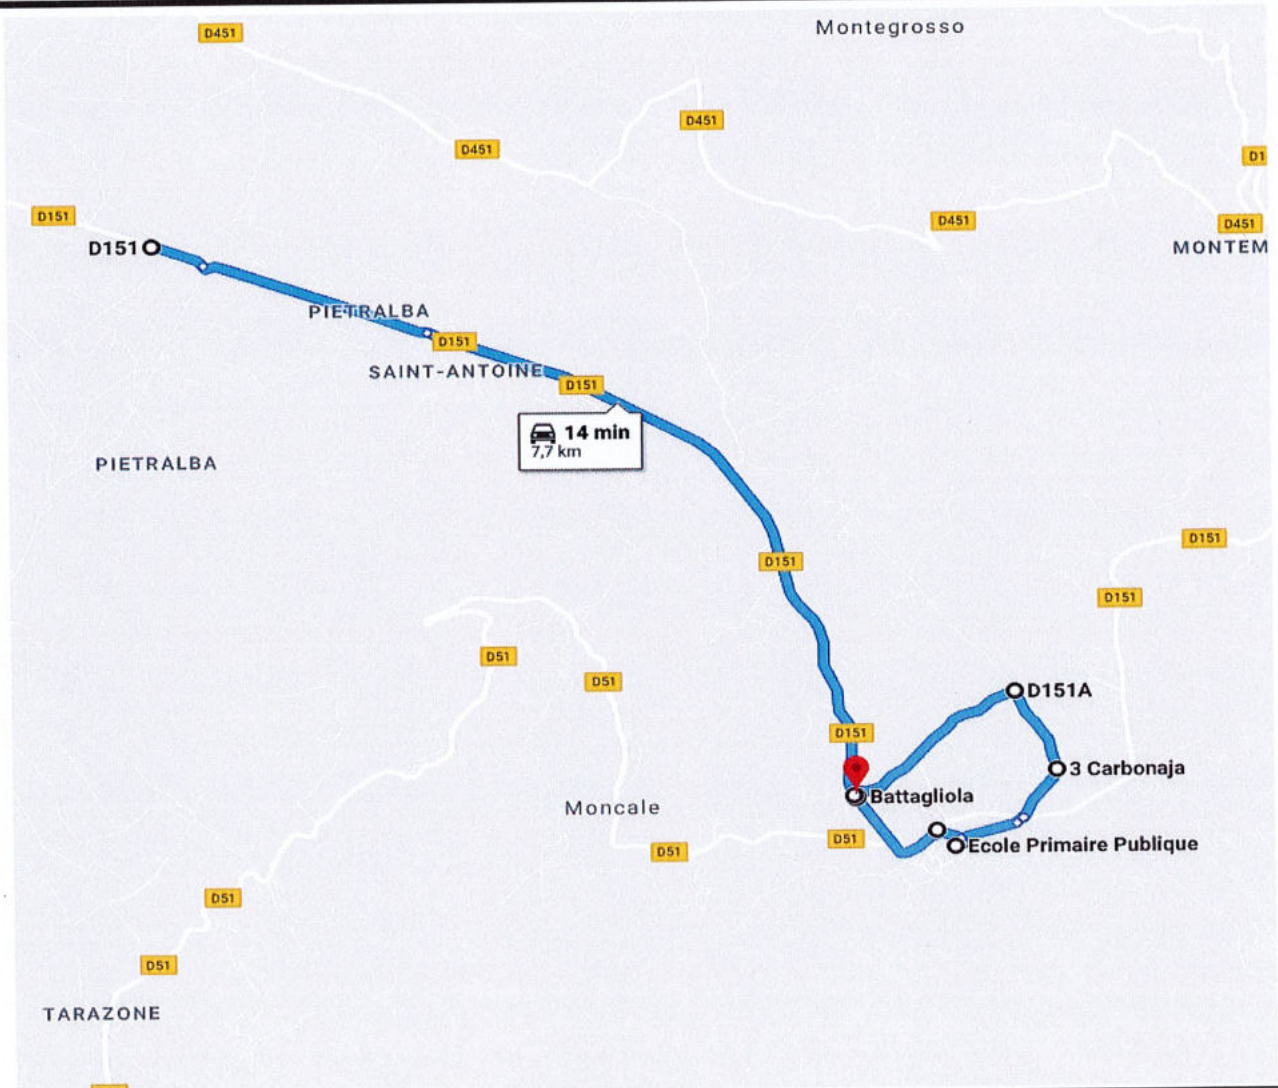 Montegrosso
D451
D451
D451
D1
D151
D451
D451
D151
MONTEM
PIETRALBA
D151
SAINT-ANTOINE
D151
14 min
7,7 km
PIETRALBA
D151
D151
D151
D51
D51
D151A
D151
3 Carbonaja
Battagliola
Moncale
D51
Ecole Primaire Publique
D51
D51
D51
TARAZONE